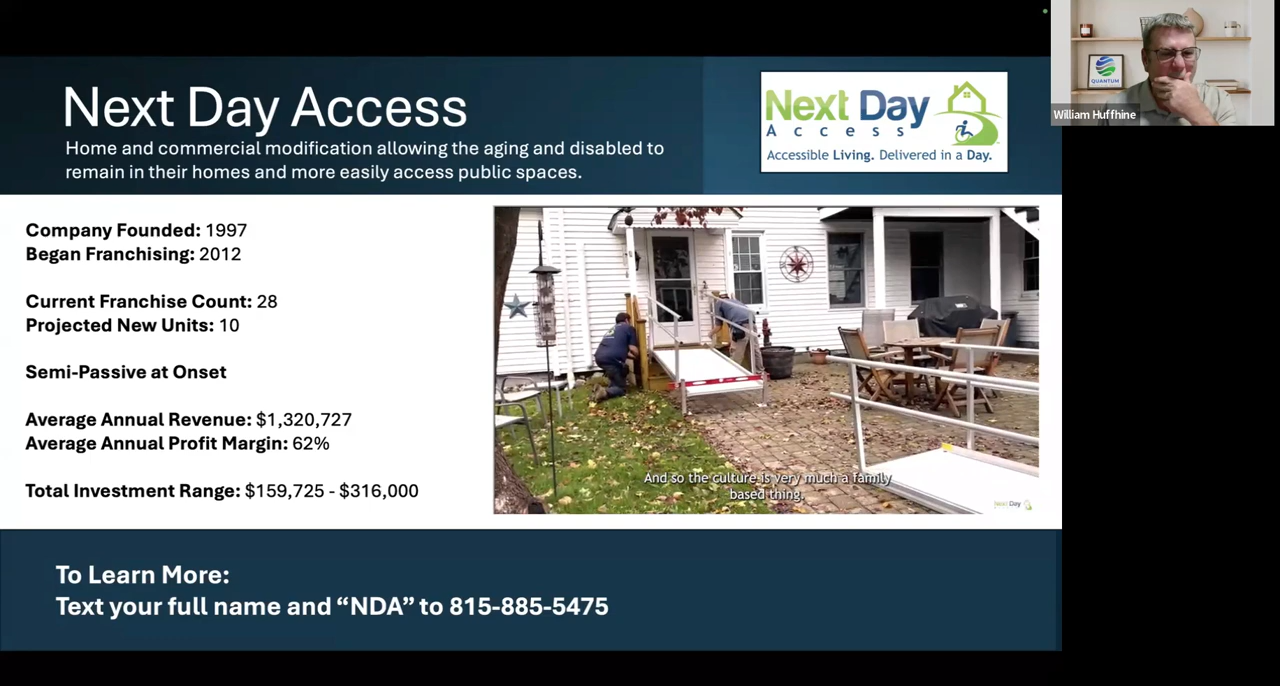 Next Day Access
Home and commercial modification allowing the aging and disabled to
remain in their homes and more easily access public spaces.
Next Day
Access
Accessible Living. Delivered in a Day.
QUANTUM
William Huffhine
Company Founded: 1997
Began Franchising: 2012
Current Franchise Count: 28
Projected New Units: 10
Semi-Passive at Onset
Average Annual Revenue: $1,320,727
Average Annual Profit Margin: 62%
Total Investment Range: $159,725 - $316,000
And so the culture is very much a family
based thing.
Next Day
To Learn More:
Text your full name and “NDA” to 815-885-5475